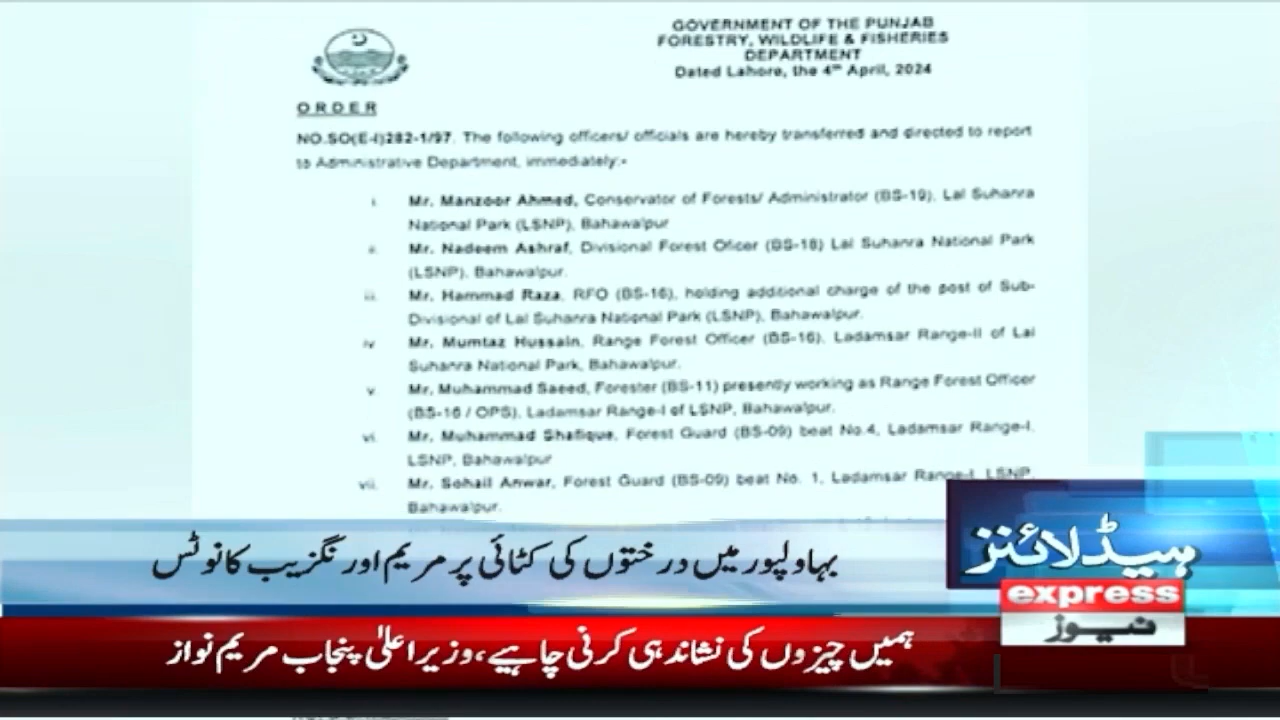 GOVERNMENT OF THE PUNJAB
FORESTRY, WILDLIFE & FISHERIES
DEPARTMENT
Dated Lahore, the 4th April, 2024
ORDER
NO.SO(E-I)282-1/97. The following officers/ officials are hereby transferred and directed to report
to Administrative Department, immediately:-
i. Mr. Manzoor Ahmed, Conservator of Forests/ Administrator (BS-19), Lal Suhanra
National Park (LSNP), Bahawalpur
ii. Mr. Nadeem Ashraf, Divisional Forest Oficer (BS-18) Lal Suhanra National Park
(LSNP), Bahawalpur.
iii. Mr. Hammad Raza, RFO (BS-16), holding additional charge of the post of Sub-
Divisional of Lal Suhanra National Park (LSNP), Bahawalpur.
iv Mr. Mumtaz Hussain, Range Forest Officer (BS-16), Ladamsar Range-II of Lal
Suhanra National Park, Bahawalpur.
v. Mr. Muhammad Saeed, Forester (BS-11) presently working as Range Forest Officer
(BS-16 / OPS), Ladamsar Range-I of LSNP, Bahawalpur.
vi. Mr. Muhammad Shafique, Forest Guard (BS-09) beat No.4, Ladamsar Range-I,
LSNP, Bahawalpur
vii. Mr. Sohail Anwar, Forest Guard (BS-09) beat No. 1, Ladamsar Range-I, LSNP,
Bahawalpur.
ہیڈلائنز
بہاولپور میں درختوں کی کٹائی پر مریم اورنگزیب کا نوٹس
express
نیوز
ہمیں چیزوں کی نشاندہی کرنی چاہیے، وزیراعلیٰ پنجاب مریم نواز